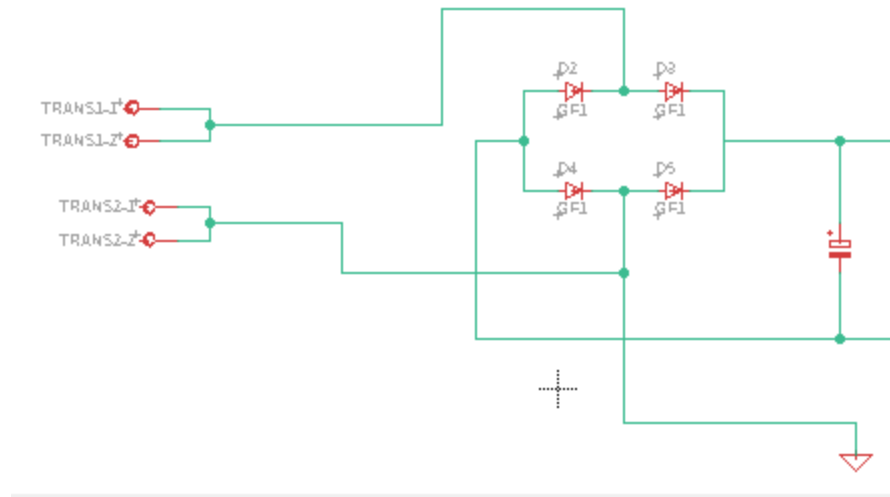 TRANS1-1
TRANS1-2
TRANS2-1
TRANS2-2
D2
D3
GF1
GF1
D4
D5
GF1
GF1